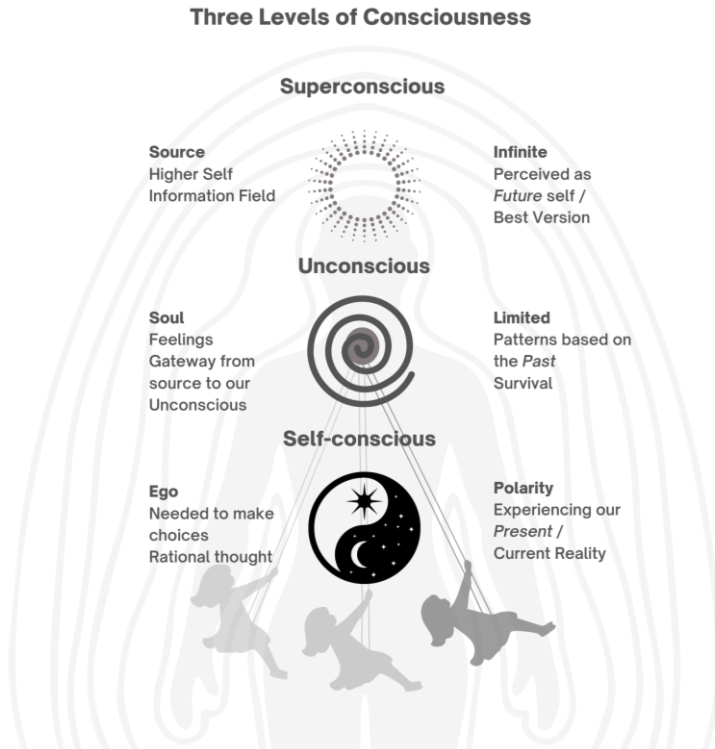 Three Levels of Consciousness
Superconscious
Source
Higher Self
Information Field
Infinite
Perceived as
Future self /
Best Version
Unconscious
Soul
Feelings
Gateway from
source to our
Unconscious
Limited
Patterns based on
the Past
Survival
Self-conscious
Ego
Needed to make
choices
Rational thought
Polarity
Experiencing our
Present /
Current Reality